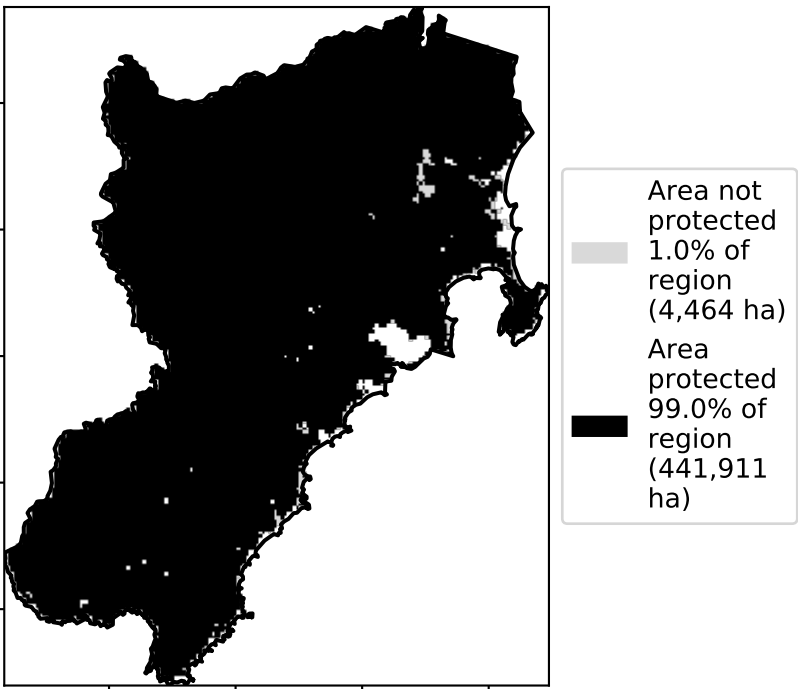 Area not
protected
1.0% of
region
(4,464 ha)
Area
protected
99.0% of
region
(441,911
ha)